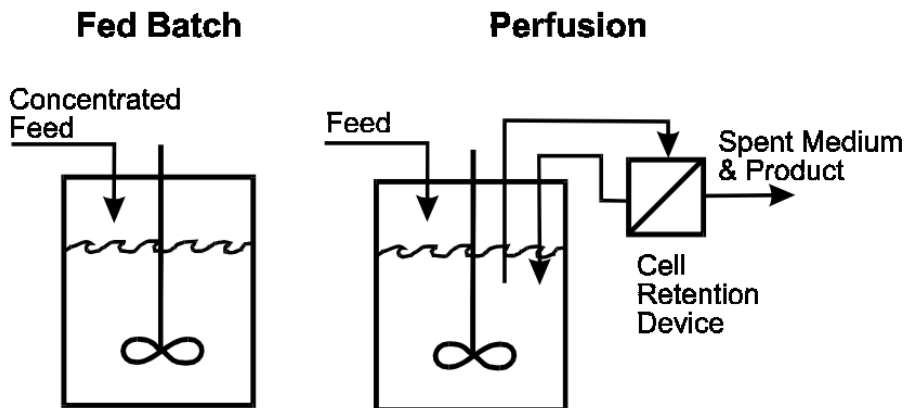 Fed Batch
Concentrated
Feed
Perfusion
Feed
Spent Medium
& Product
Cell
Retention
Device